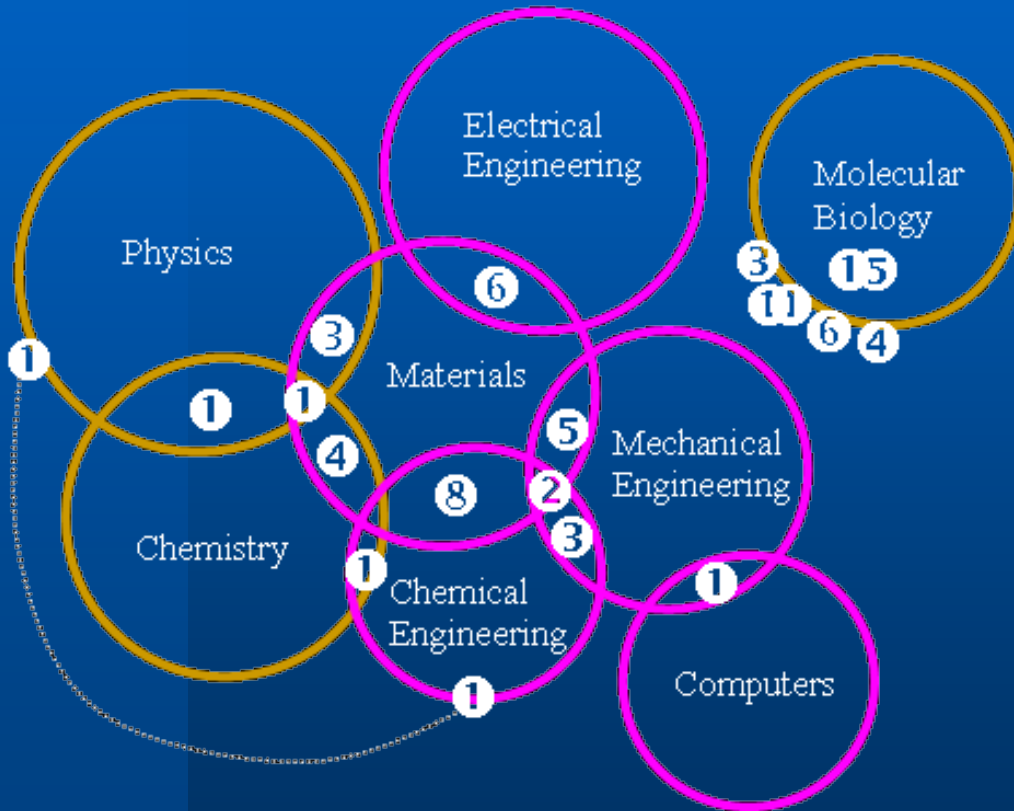 Electrical
Engineering
Molecular
Biology
Physics
3
15
6
11
3
6
4
1
Materials
1
1
5
4
Mechanical
Engineering
8
2
3
Chemistry
1
1
Chemical
Engineering
Computers
1